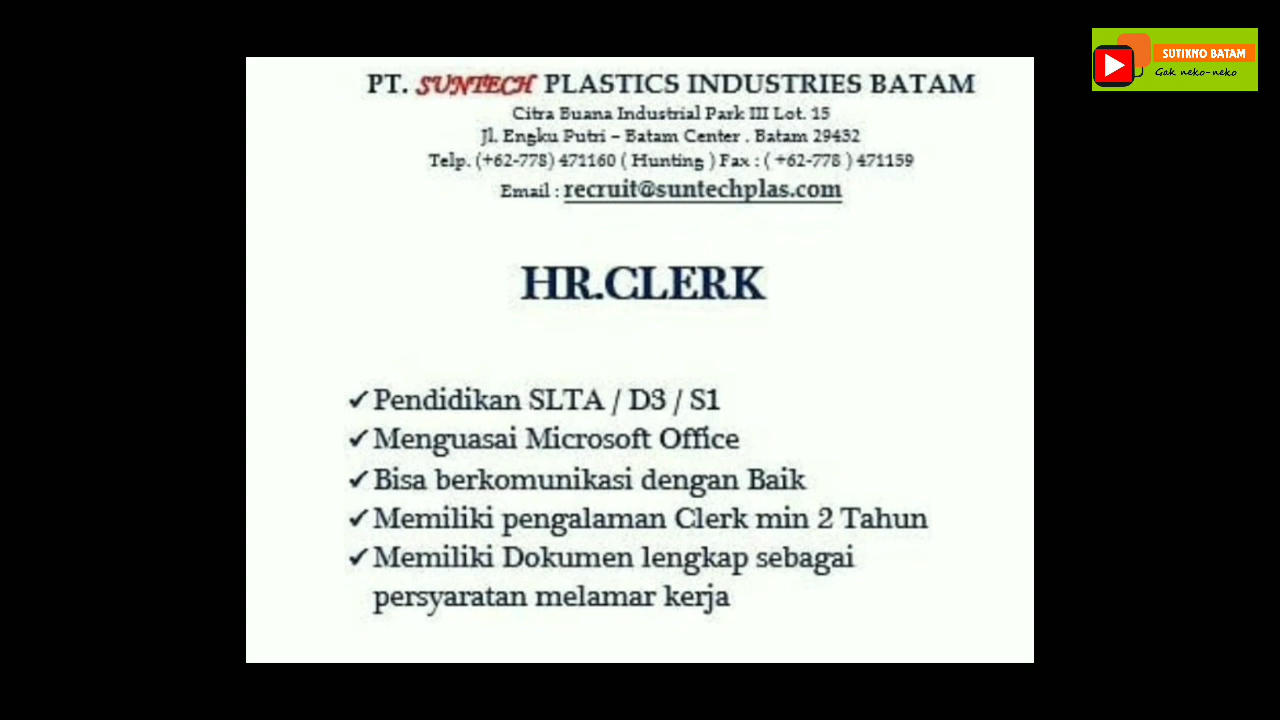 SUTIKNO BATAM
Gak neko-neko
PT. SUNTECH PLASTICS INDUSTRIES BATAM
Citra Buana Industrial Park III Lot. 15
Jl. Engku Putri – Batam Center . Batam 29432
Telp. (+62-778) 471160 ( Hunting ) Fax : ( +62-778 ) 471159
Email : recruit@suntechplas.com
HR.CLERK
✓ Pendidikan SLTA / D3 / S1
✓ Menguasai Microsoft Office
✓ Bisa berkomunikasi dengan Baik
✓ Memiliki pengalaman Clerk min 2 Tahun
✓ Memiliki Dokumen lengkap sebagai
persyaratan melamar kerja